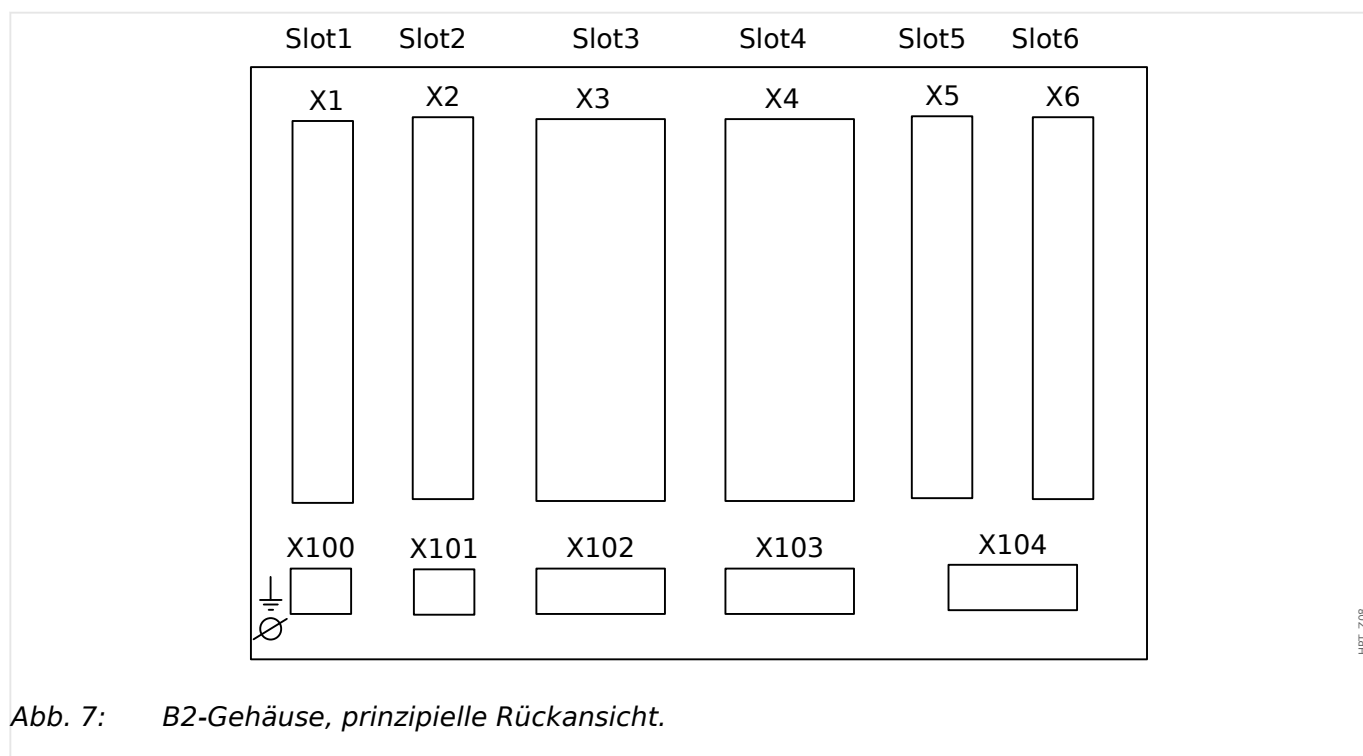 Slot1 Slot2 Slot3 Slot4 Slot5 Slot6
X1 X2 X3 X4 X5 X6
X100 X101 X102 X103 X104
Abb. 7: B2-Gehäuse, prinzipielle Rückansicht.